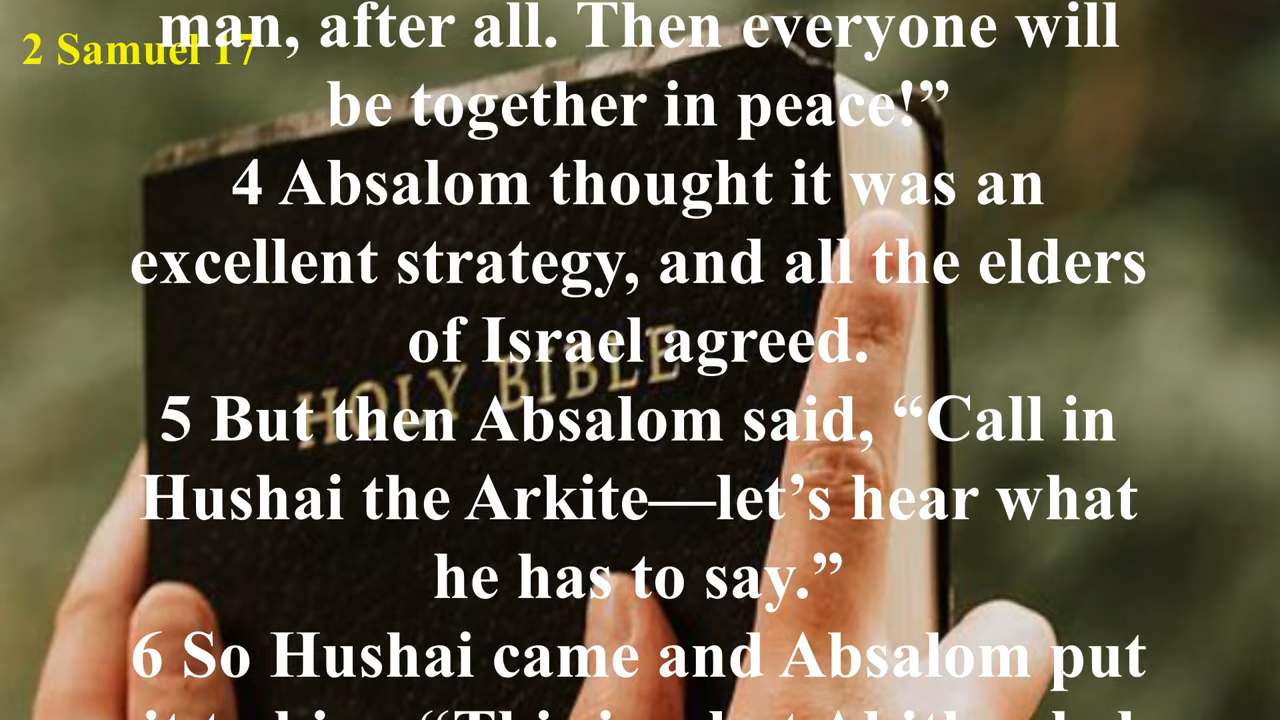 2 Samuel 17
man, after all. Then everyone will
be together in peace!”
4 Absalom thought it was an
excellent strategy, and all the elders
of Israel agreed.
HOLY BIBLE
5 But then Absalom said, “Call in
Hushai the Arkite—let’s hear what
he has to say.”
6 So Hushai came and Absalom put